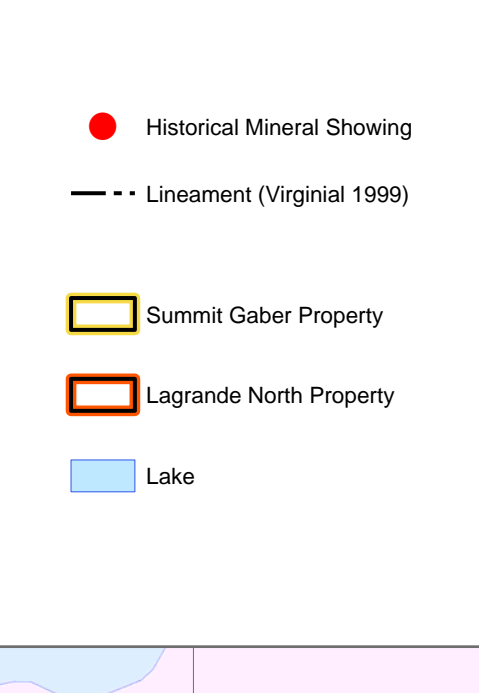 Historical Mineral Showing
Lineament (Virginial 1999)
Summit Gaber Property
Lagrande North Property
Lake